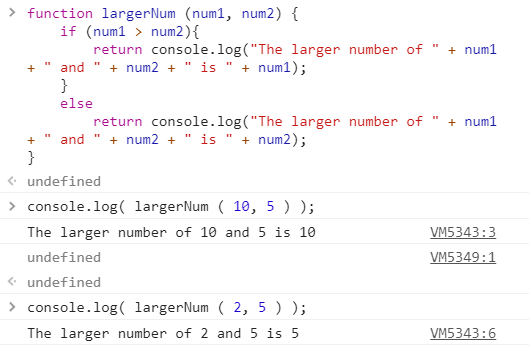 > function largerNum (num1, num2) {
if (num1 > num2){
return console.log("The larger number of " + num1
+ " and " + num2 + " is " + num1);
}
else
return console.log("The larger number of " + num1
+ " and " + num2 + " is " + num2);
}
<· undefined
> console.log( largerNum ( 10, 5 ) );
The larger number of 10 and 5 is 10 VM5343:3
undefined VM5349:1
<· undefined
> console.log( largerNum ( 2, 5 ) );
The larger number of 2 and 5 is 5 VM5343:6